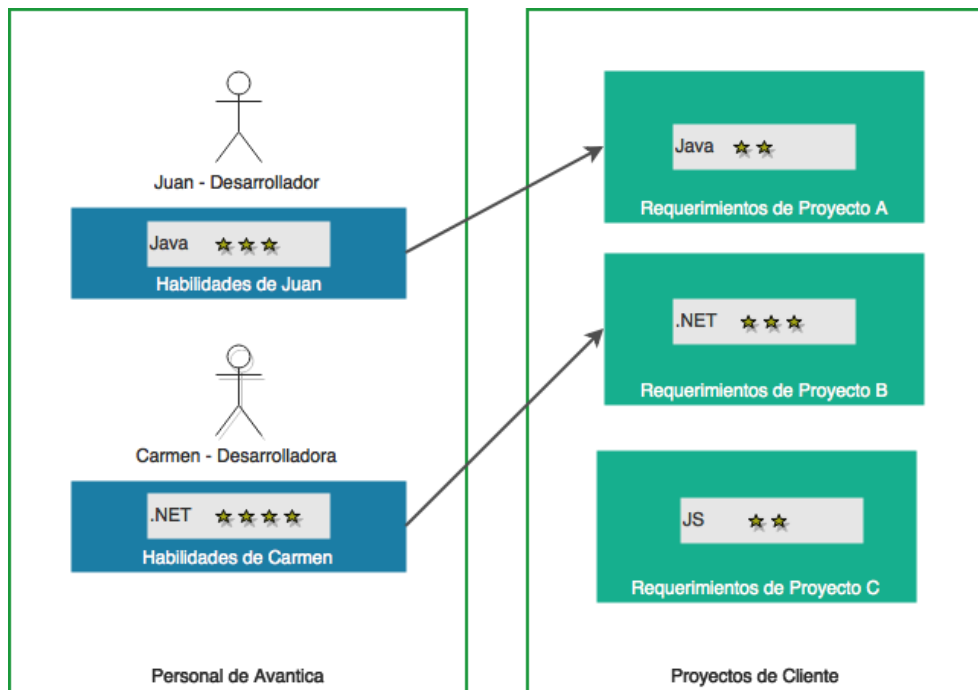 Juan - Desarrollador
Java
Habilidades de Juan
Carmen - Desarrolladora
.NET
Habilidades de Carmen
Personal de Avantica
Java
Requerimientos de Proyecto A
.NET
Requerimientos de Proyecto B
JS
Requerimientos de Proyecto C
Proyectos de Cliente